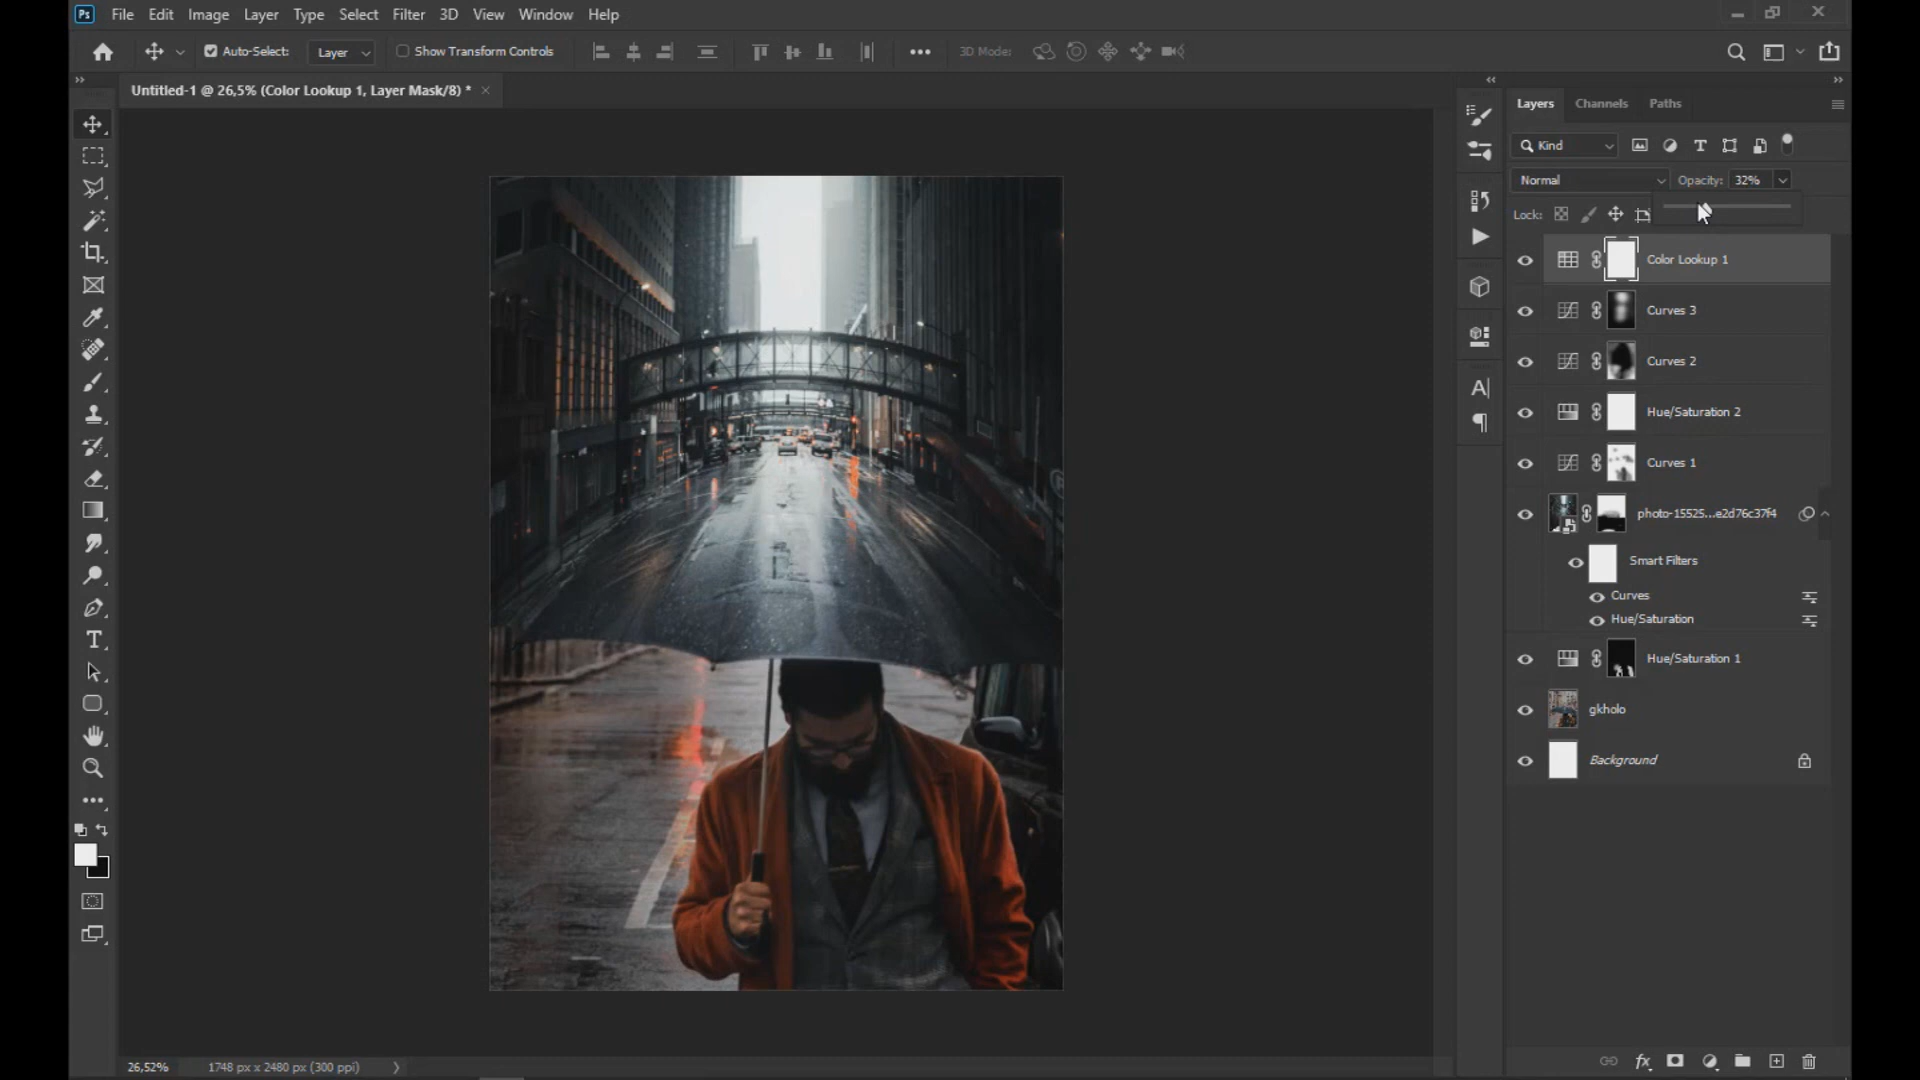 Ps File Edit Image Layer Type Select Filter 3D View Window Help
Auto-Select: Layer Show Transform Controls 3D Mode:
Untitled-1 @ 26,5% (Color Lookup 1, Layer Mask/8) *
Layers Channels Paths
Kind
Normal Opacity: 32%
Lock:
Color Lookup 1
Curves 3
Curves 2
Hue/Saturation 2
Curves 1
photo-15525...e2d76c37f4
Smart Filters
Curves
Hue/Saturation
Hue/Saturation 1
gkholo
Background
26,52% 1748 px x 2480 px (300 ppi)